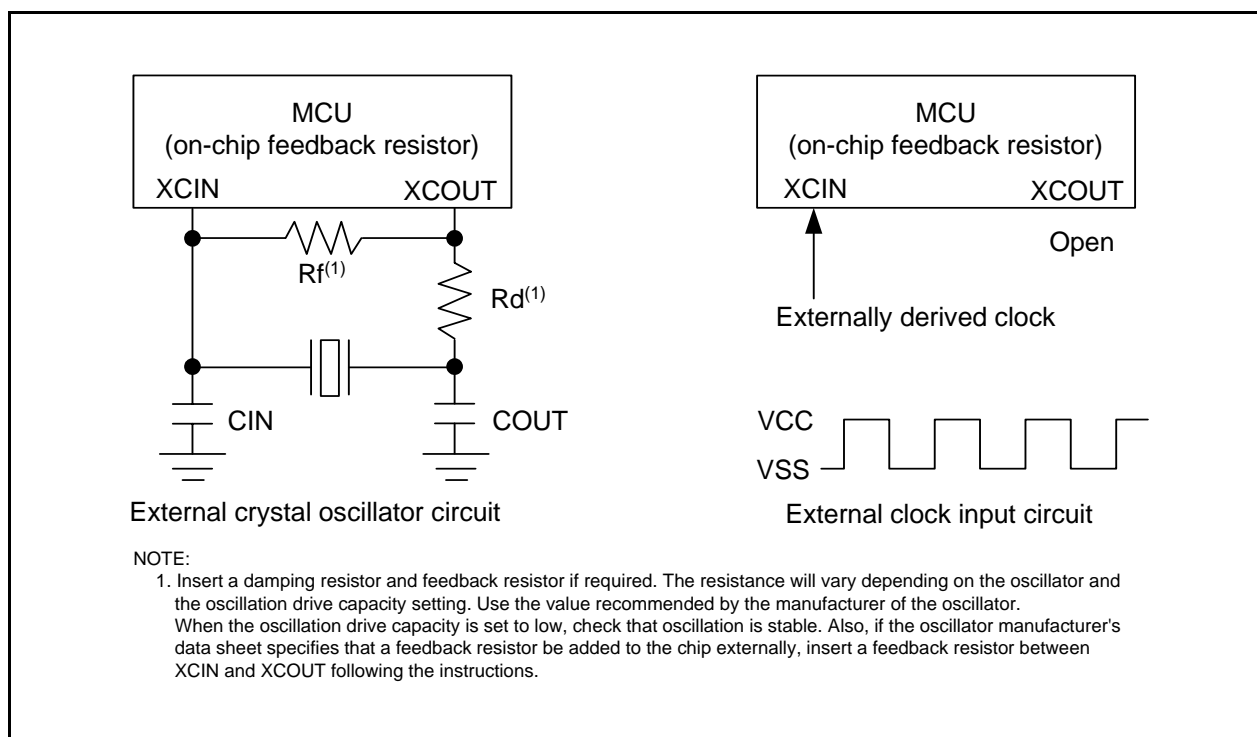 MCU
(on-chip feedback resistor)
XCIN
XCOUT
Rf(1)
Rd(1)
CIN
COUT
External crystal oscillator circuit
MCU
(on-chip feedback resistor)
XCIN
XCOUT
Open
Externally derived clock
VCC
VSS
External clock input circuit
NOTE:
1. Insert a damping resistor and feedback resistor if required. The resistance will vary depending on the oscillator and
the oscillation drive capacity setting. Use the value recommended by the manufacturer of the oscillator.
When the oscillation drive capacity is set to low, check that oscillation is stable. Also, if the oscillator manufacturer's
data sheet specifies that a feedback resistor be added to the chip externally, insert a feedback resistor between
XCIN and XCOUT following the instructions.